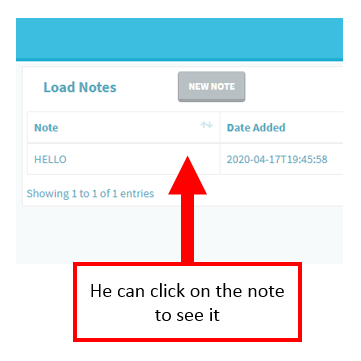 Load Notes NEW NOTE
Note Date Added
HELLO 2020-04-17T19:45:58
Showing 1 to 1 of 1 entries
He can click on the note
to see it